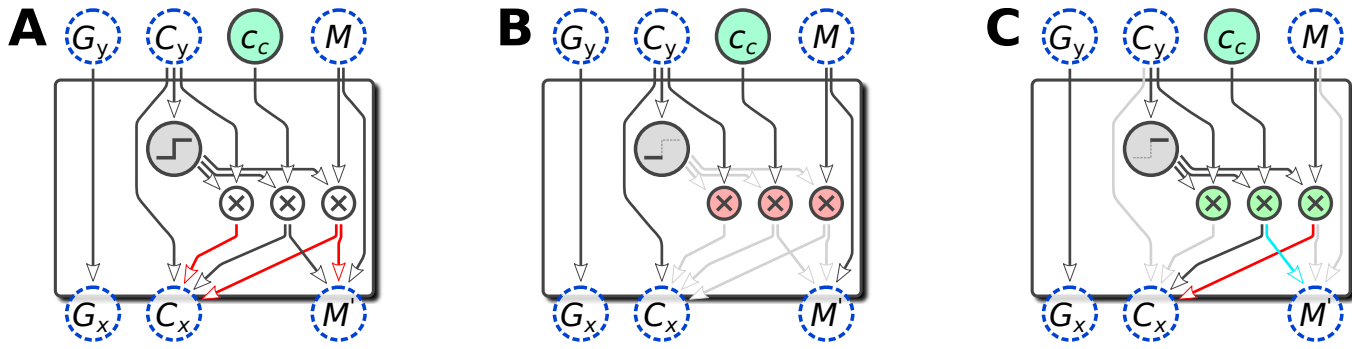 A G_y C_y c_c M B G_y C_y c_c M C G_y C_y c_c M
× × × × × × × × ×
G_x C_x M' G_x C_x M' G_x C_x M'